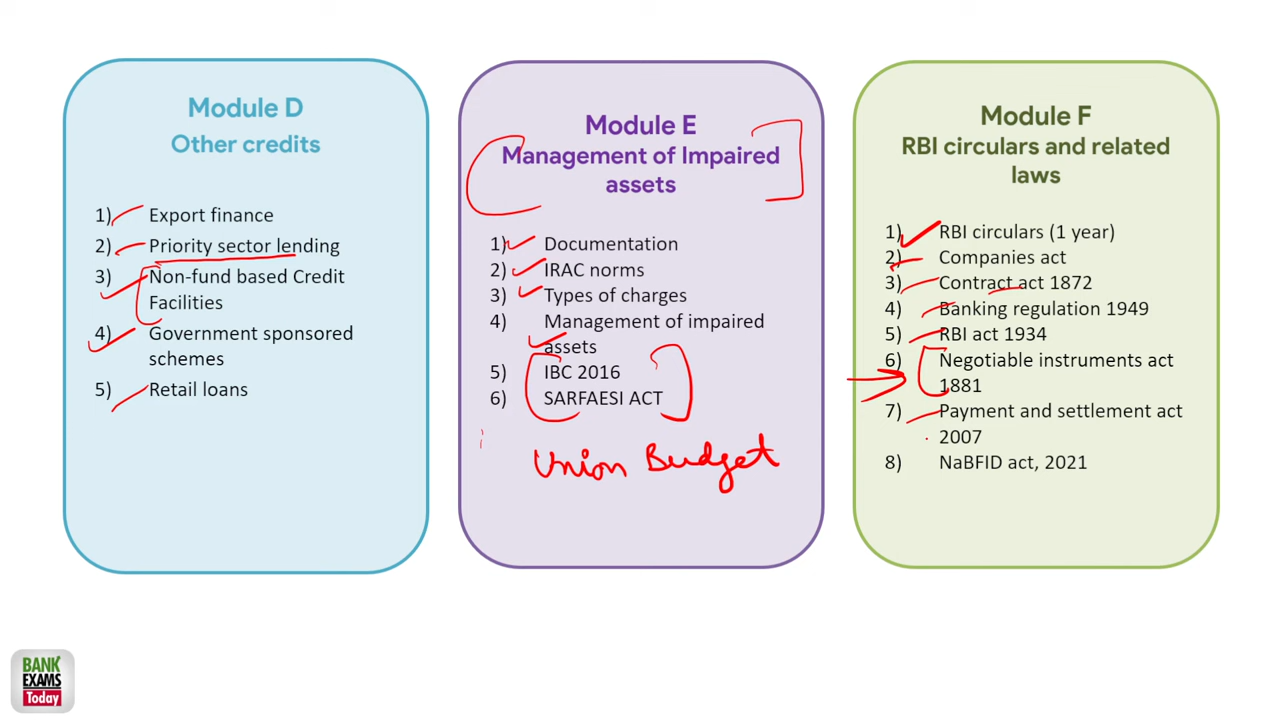 Module D
Other credits
1) Export finance
2) Priority sector lending
3) Non-fund based Credit
Facilities
4) Government sponsored
schemes
5) Retail loans
Module E
Management of Impaired
assets
1) Documentation
2) IRAC norms
3) Types of charges
4) Management of impaired
assets
5) IBC 2016
6) SARFAESI ACT
Union Budget
Module F
RBI circulars and related
laws
1) RBI circulars (1 year)
2) Companies act
3) Contract act 1872
4) Banking regulation 1949
5) RBI act 1934
6) Negotiable instruments act
1881
7) Payment and settlement act
2007
8) NaBFID act, 2021
BANK
EXAMS
Today